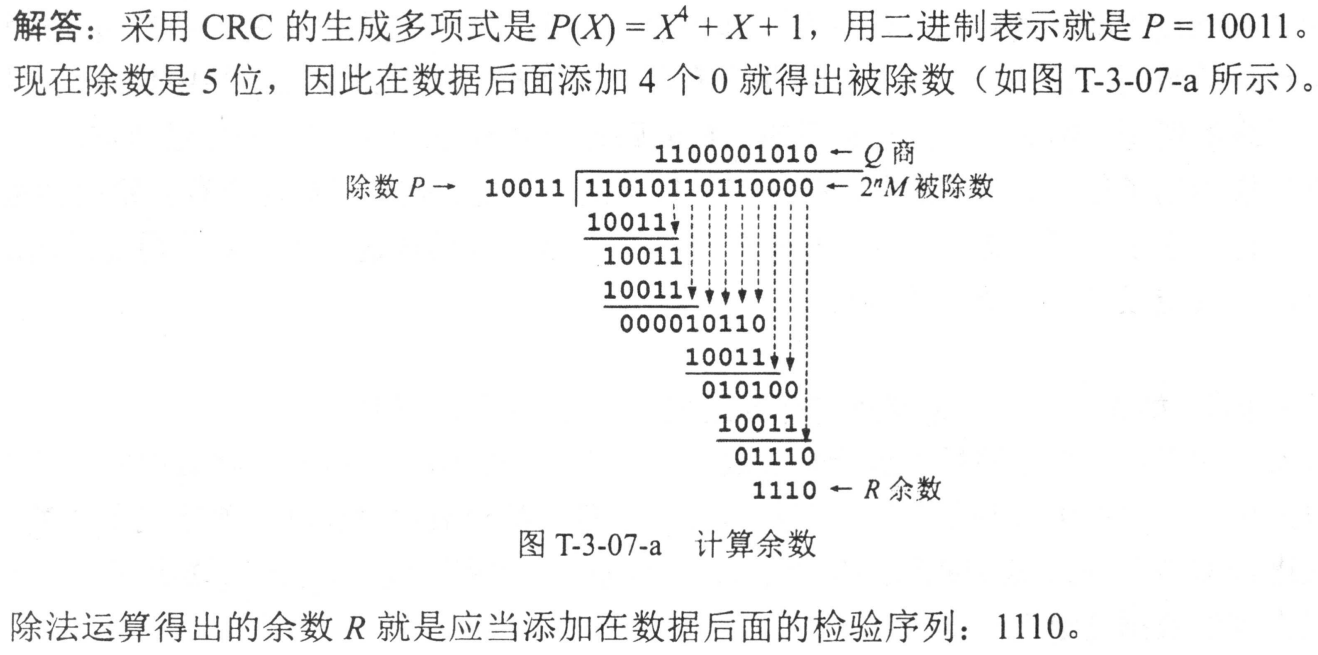 解答：采用 CRC 的生成多项式是 P(X) = X⁴ + X + 1，用二进制表示就是 P = 10011。
现在除数是 5 位，因此在数据后面添加 4 个 0 就得出被除数（如图 T-3-07-a 所示）。
1100001010 ← Q 商
除数 P → 10011 11010110110000 ← 2ⁿM 被除数
10011
10011
10011
000010110
10011
010100
10011
01110
1110 ← R 余数
图 T-3-07-a 计算余数
除法运算得出的余数 R 就是应当添加在数据后面的检验序列：1110。